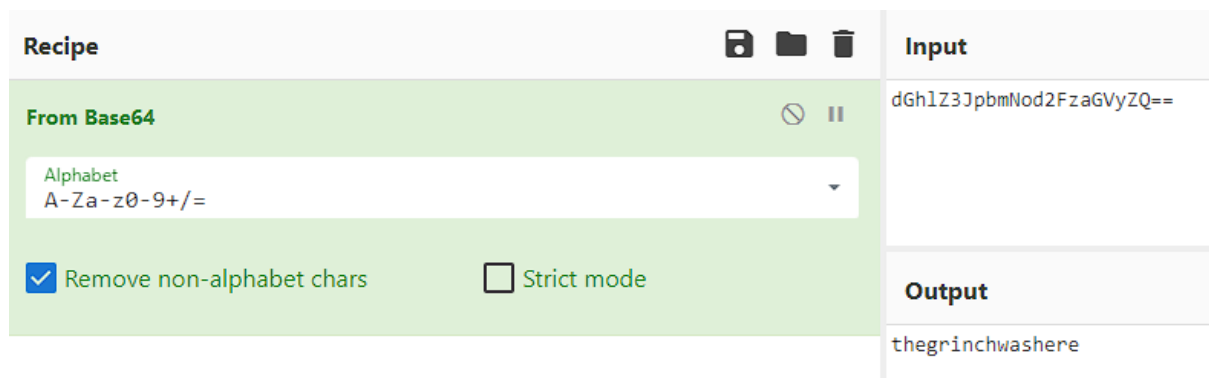 Recipe
From Base64
Alphabet
A-Za-z0-9+/=
Remove non-alphabet chars
Strict mode
Input
dGhlZ3JpbmNod2FzaGVyZQ==
Output
thegrinchwashere